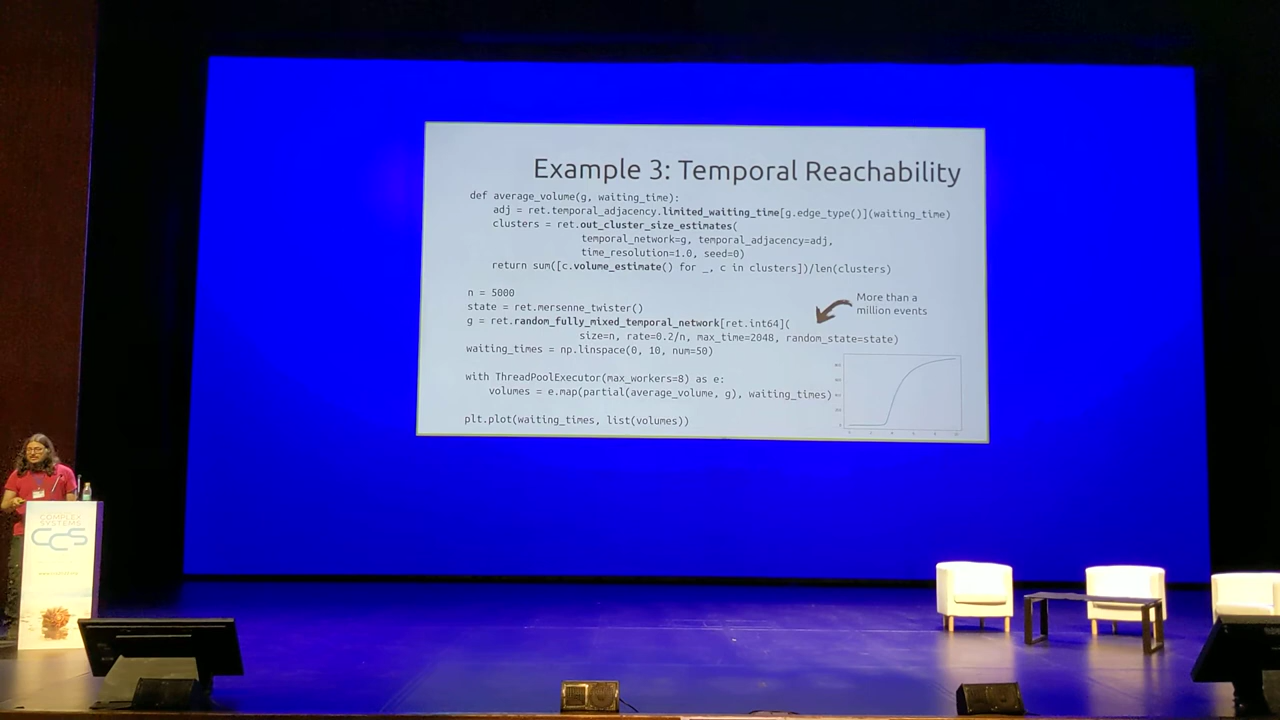 Example 3: Temporal Reachability
def average_volume(g, waiting_time):
    adj = ret.temporal_adjacency.limited_waiting_time[g.edge_type()](waiting_time)
    clusters = ret.out_cluster_size_estimates(
                temporal_network=g, temporal_adjacency=adj,
                time_resolution=1.0, seed=0)
    return sum([c.volume_estimate() for _, c in clusters])/len(clusters)
n = 5000
state = ret.mersenne_twister()
g = ret.random_fully_mixed_temporal_network[ret.int64](
                size=n, rate=0.2/n, max_time=2048, random_state=state)
waiting_times = np.linspace(0, 10, num=50)
More than a
million events
with ThreadPoolExecutor(max_workers=8) as e:
    volumes = e.map(partial(average_volume, g), waiting_times)
plt.plot(waiting_times, list(volumes))
COMPLEX
SYSTEMS
CCS